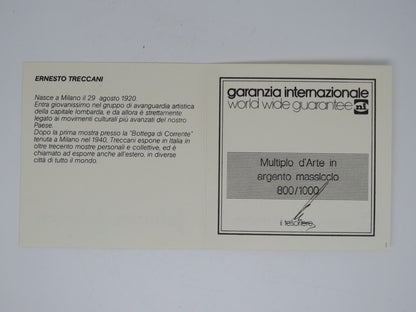 ERNESTO TRECCANI
Nasce a Milano il 29 agosto 1920.
Entra giovanissimo nel gruppo di avanguardia artistica
della capitale lombarda, e da allora è strettamente
legato ai movimenti culturali più avanzati del nostro
Paese.
Dopo la prima mostra presso la "Bottega di Corrente"
tenuta a Milano nel 1940, Treccani espone in Italia in
oltre trecento mostre personali e collettive, ed è
chiamato ad esporre anche all'estero, in diverse
città di tutto il mondo.
garanzia internazionale
world wide guarantee
Multiplo d'Arte in
argento massiccio
800/1000
il tesoriere